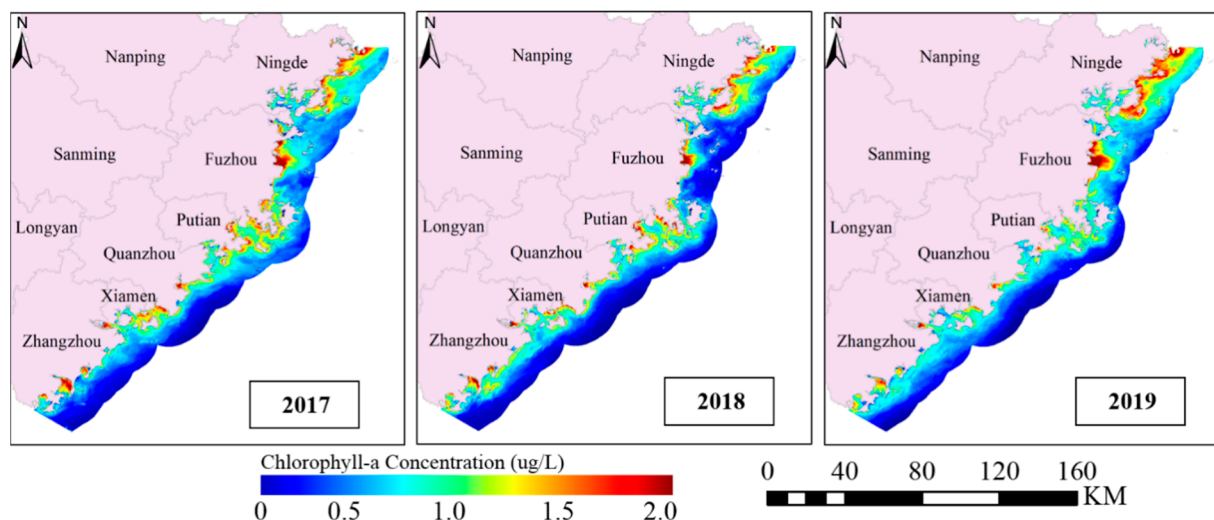 N
Nanping
Ningde
Sanming
Fuzhou
Putian
Longyan
Quanzhou
Xiamen
Zhangzhou
2017
N
Nanping
Ningde
Sanming
Fuzhou
Putian
Longyan
Quanzhou
Xiamen
Zhangzhou
2018
N
Nanping
Ningde
Sanming
Fuzhou
Putian
Longyan
Quanzhou
Xiamen
Zhangzhou
2019
Chlorophyll-a Concentration (ug/L)
0 0.5 1.0 1.5 2.0
0 40 80 120 160
KM